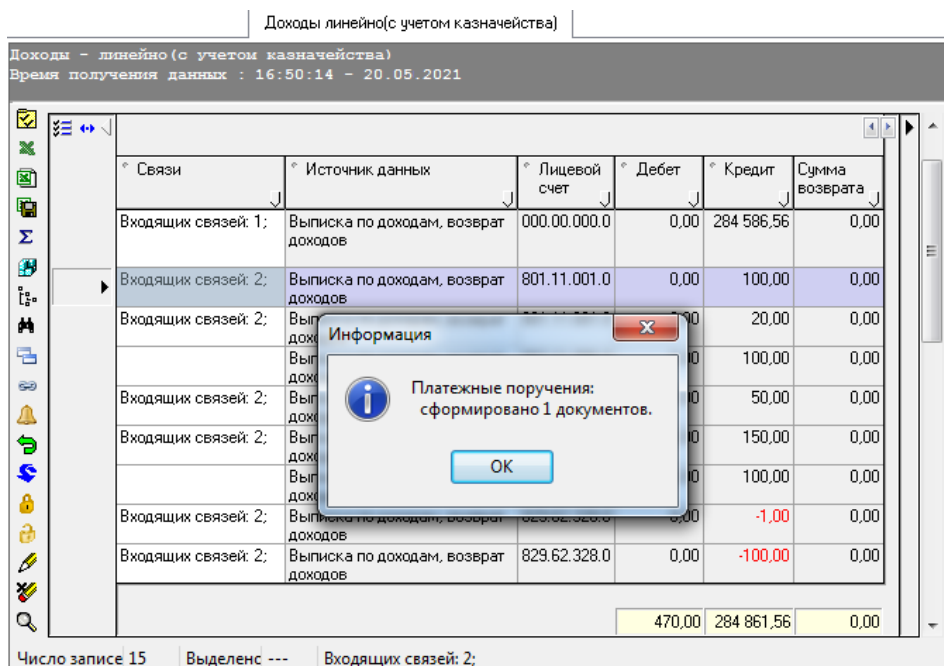 Доходы линейно(с учетом казначейства)
Доходы - линейно(с учетом казначейства)
Время получения данных : 16:50:14 - 20.05.2021
Связи Источник данных Лицевой счет Дебет Кредит Сумма возврата
Входящих связей: 1; Выписка по доходам, возврат доходов 000.00.000.0 0,00 284 586,56 0,00
Входящих связей: 2; Выписка по доходам, возврат доходов 801.11.001.0 0,00 100,00 0,00
Входящих связей: 2; 20,00 0,00
100,00 0,00
Входящих связей: 2; 50,00 0,00
Входящих связей: 2; 150,00 0,00
100,00 0,00
Входящих связей: 2; -1,00 0,00
доходов
Входящих связей: 2; Выписка по доходам, возврат доходов 829.62.328.0 0,00 -100,00 0,00
470,00 284 861,56 0,00
Информация
Платежные поручения:
сформировано 1 документов.
OK
Число записе 15 Выделенс --- Входящих связей: 2;